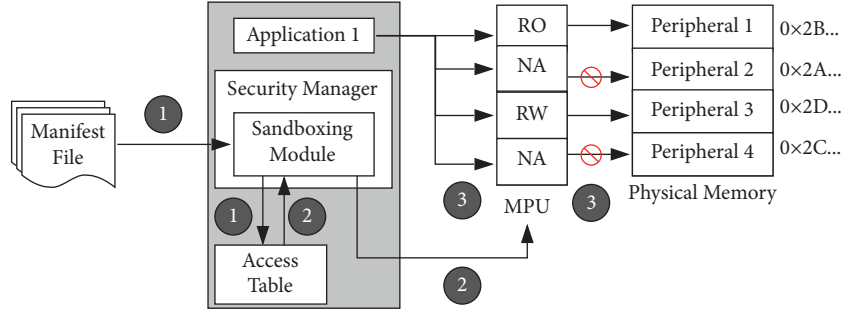 Application 1
Security Manager
Sandboxing
Module
Manifest
File
Access
Table
1
1
2
2
3
3
RO
NA
RW
NA
MPU
Peripheral 1
Peripheral 2
Peripheral 3
Peripheral 4
Physical Memory
0×2B...
0×2A...
0×2D...
0×2C...